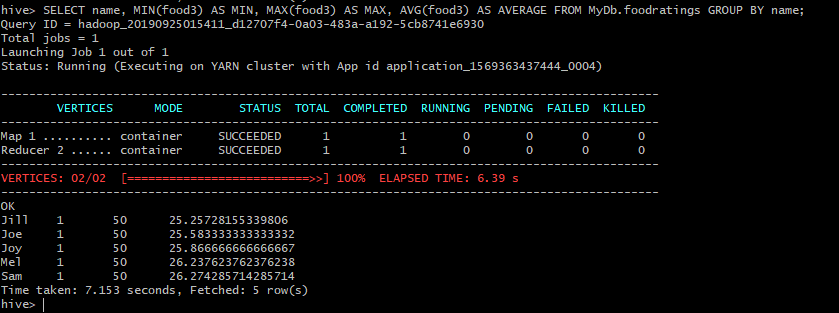 hive> SELECT name, MIN(food3) AS MIN, MAX(food3) AS MAX, AVG(food3) AS AVERAGE FROM MyDb.foodratings GROUP BY name;
Query ID = hadoop_20190925015411_d12707f4-0a03-483a-a192-5cb8741e6930
Total jobs = 1
Launching Job 1 out of 1
Status: Running (Executing on YARN cluster with App id application_1569363437444_0004)
----------------------------------------------------------------------------------------------
VERTICES MODE STATUS TOTAL COMPLETED RUNNING PENDING FAILED KILLED
----------------------------------------------------------------------------------------------
Map 1 .......... container SUCCEEDED 1 1 0 0 0 0
Reducer 2 ...... container SUCCEEDED 1 1 0 0 0 0
----------------------------------------------------------------------------------------------
VERTICES: 02/02 [==========================>>] 100% ELAPSED TIME: 6.39 s
----------------------------------------------------------------------------------------------
OK
Jill 1 50 25.25728155339806
Joe 1 50 25.583333333333332
Joy 1 50 25.866666666666667
Mel 1 50 26.237623762376238
Sam 1 50 26.274285714285714
Time taken: 7.153 seconds, Fetched: 5 row(s)
hive>